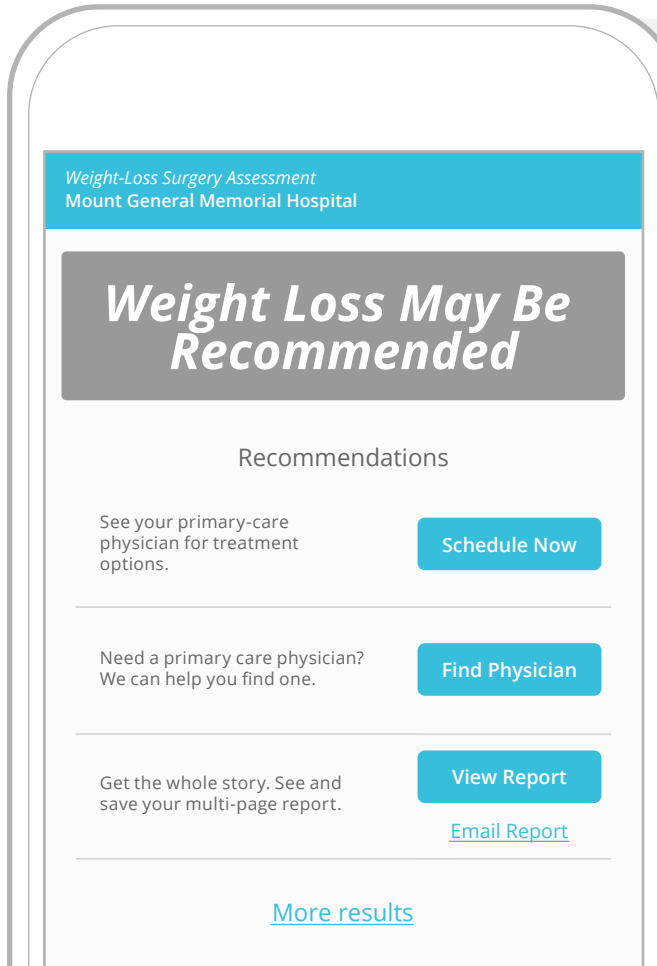 Weight-Loss Surgery Assessment
Mount General Memorial Hospital
Weight Loss May Be
Recommended
Recommendations
See your primary-care
physician for treatment
options.
Schedule Now
Need a primary care physician?
We can help you find one.
Find Physician
Get the whole story. See and
save your multi-page report.
View Report
Email Report
More results